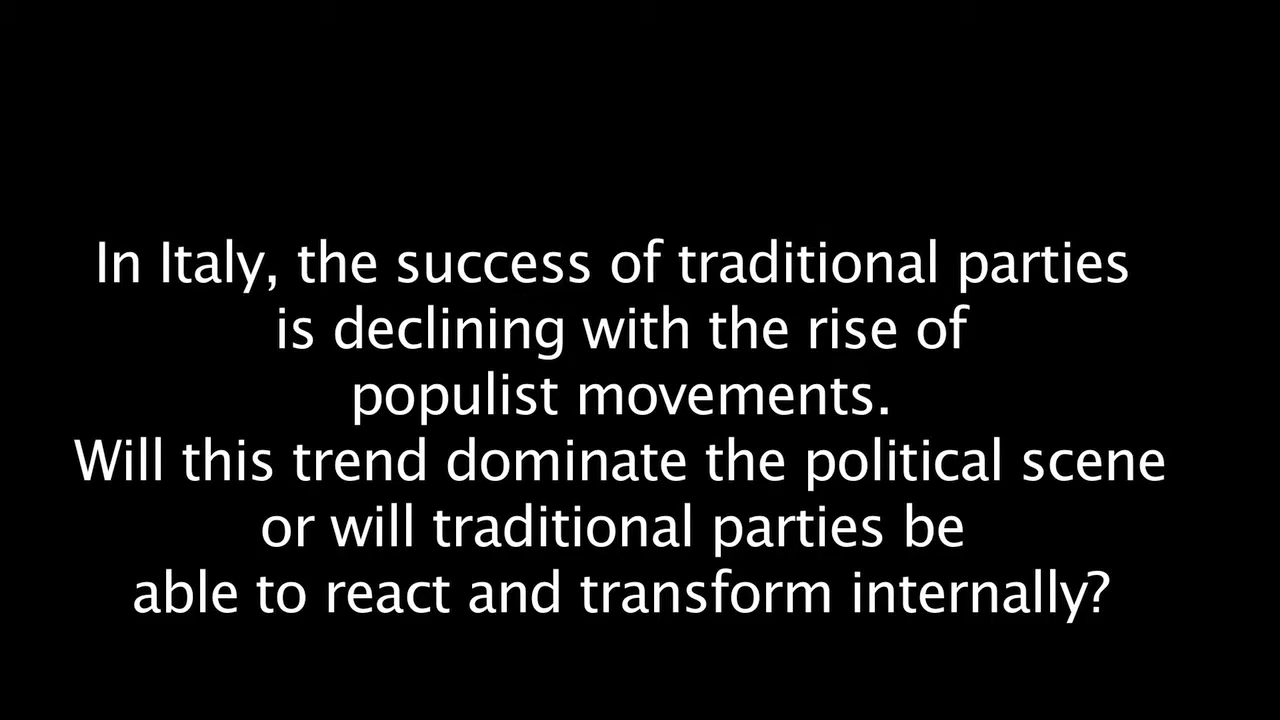 In Italy, the success of traditional parties
is declining with the rise of
populist movements.
Will this trend dominate the political scene
or will traditional parties be
able to react and transform internally?